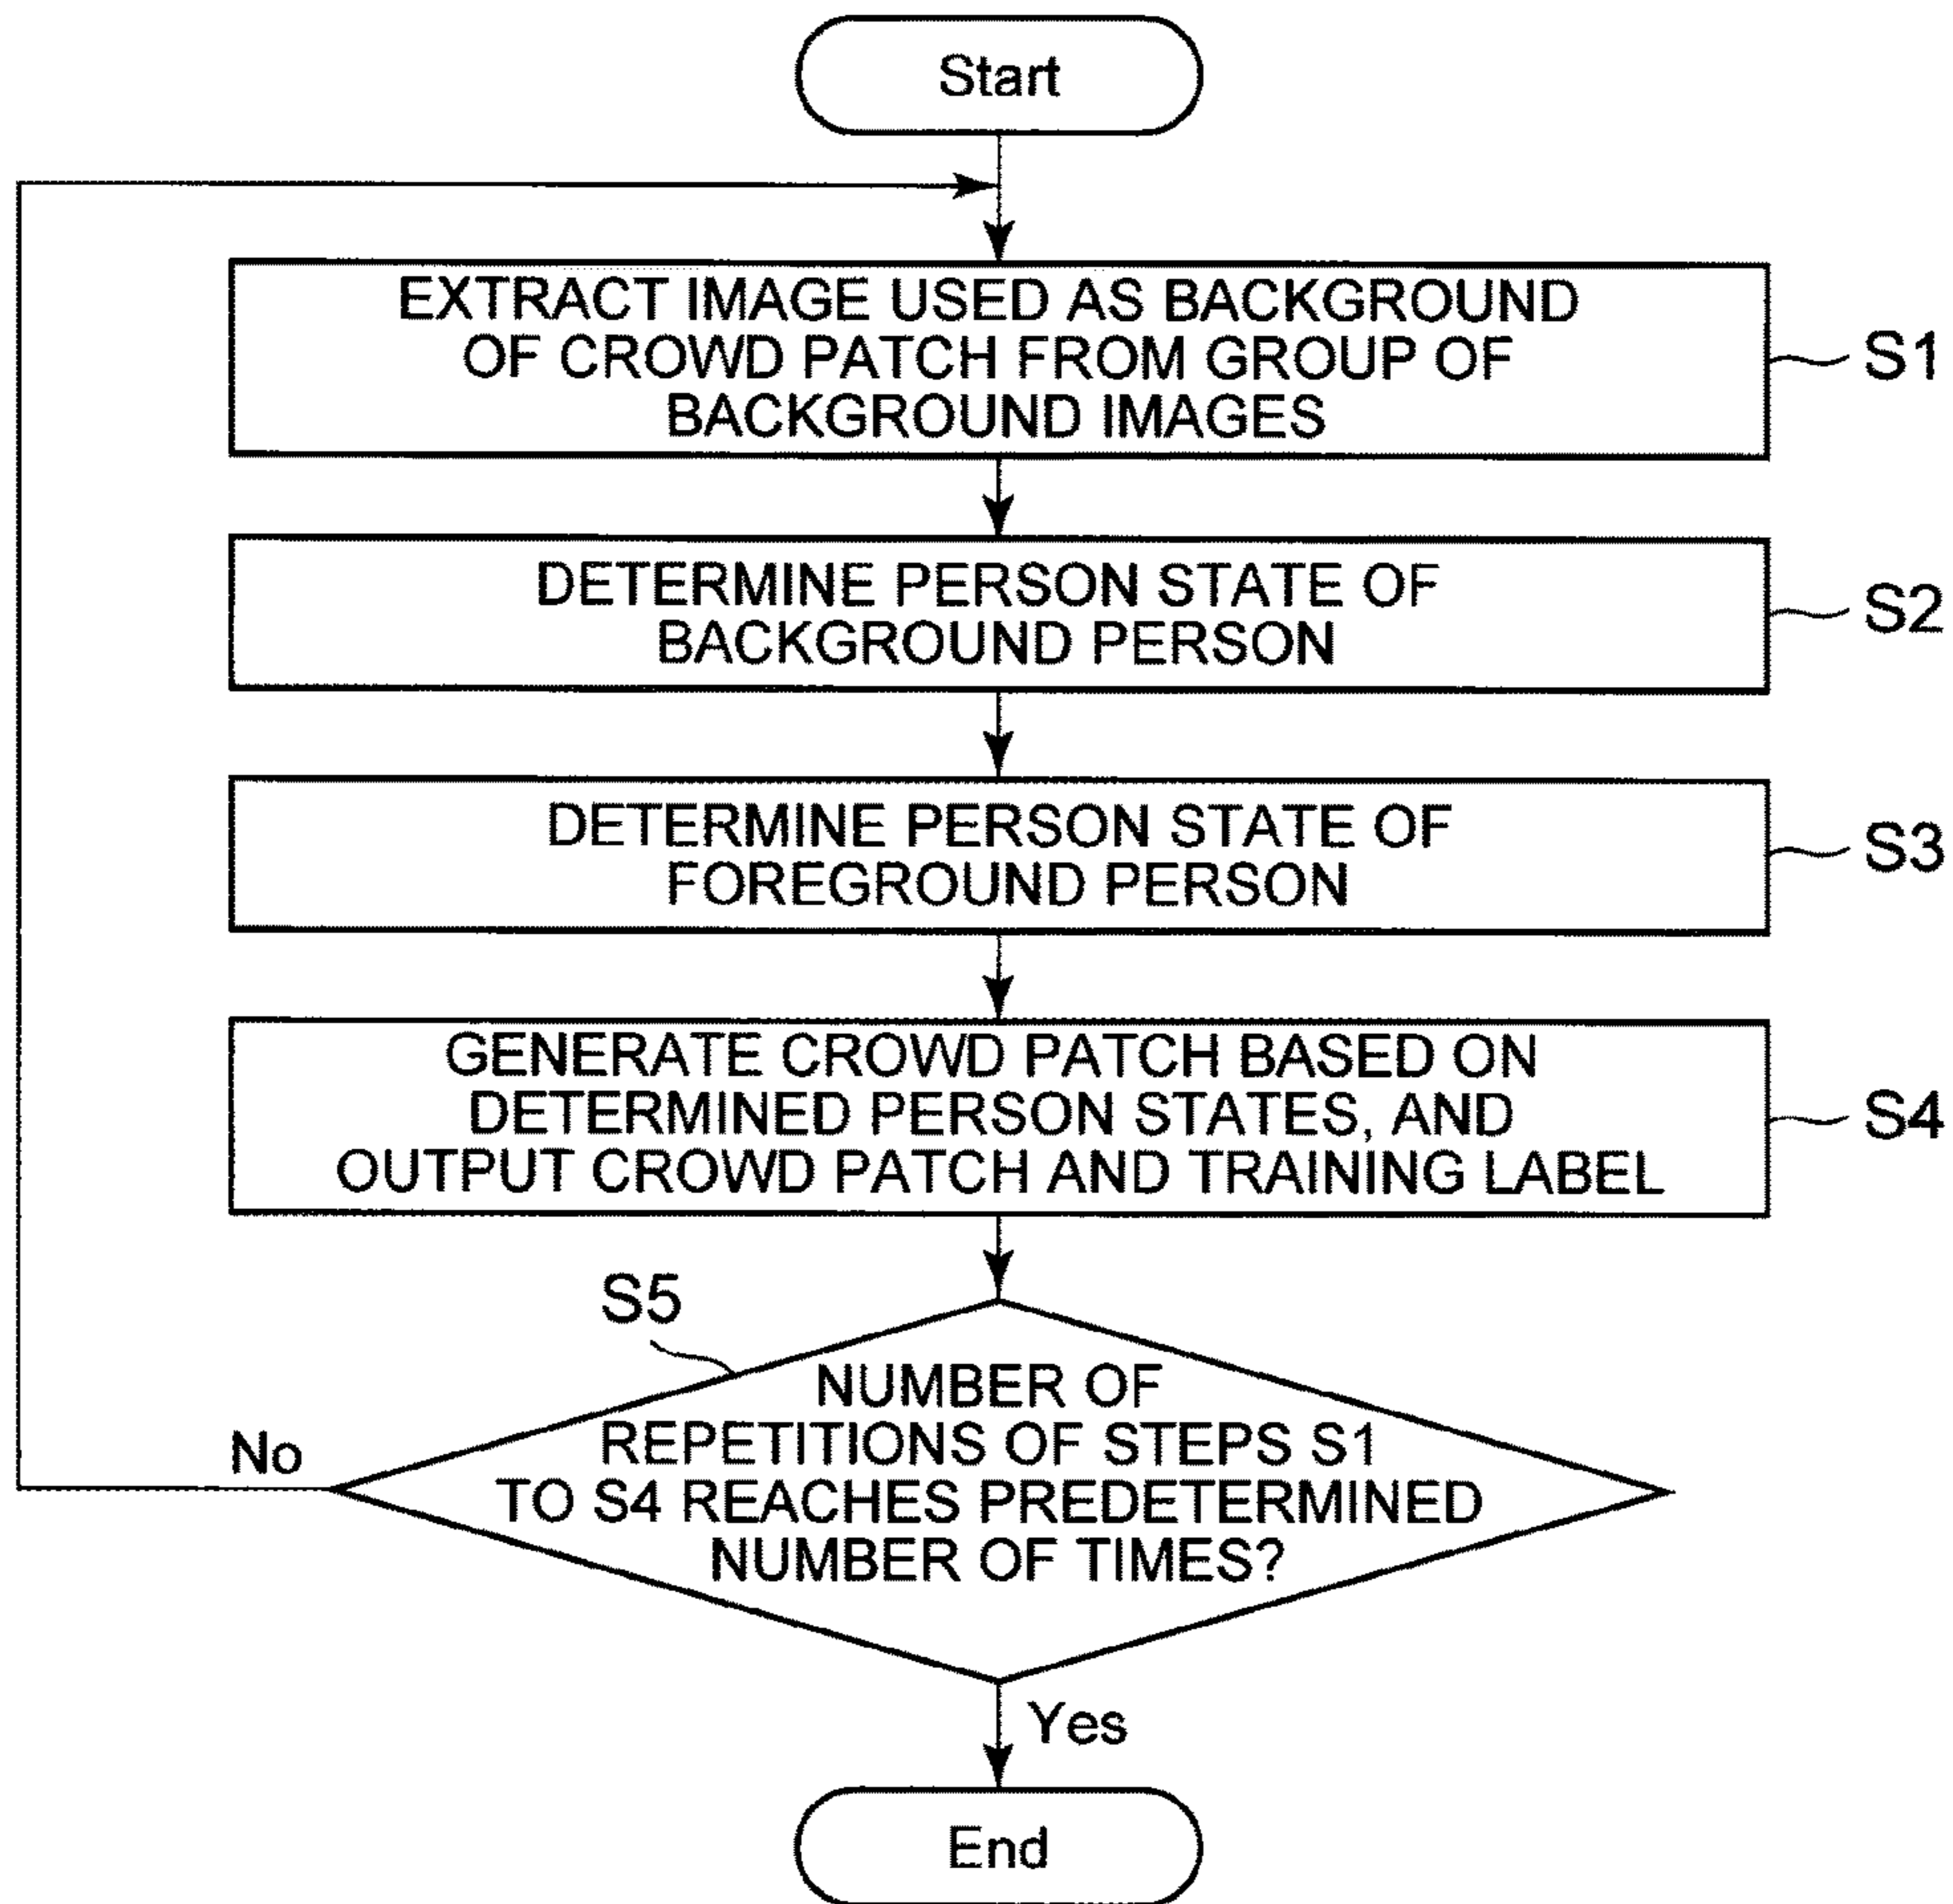 Start
EXTRACT IMAGE USED AS BACKGROUND
OF CROWD PATCH FROM GROUP OF
BACKGROUND IMAGES
S1
DETERMINE PERSON STATE OF
BACKGROUND PERSON
S2
DETERMINE PERSON STATE OF
FOREGROUND PERSON
S3
GENERATE CROWD PATCH BASED ON
DETERMINED PERSON STATES, AND
OUTPUT CROWD PATCH AND TRAINING LABEL
S4
S5
NUMBER OF
REPETITIONS OF STEPS S1
TO S4 REACHES PREDETERMINED
NUMBER OF TIMES?
No
Yes
End